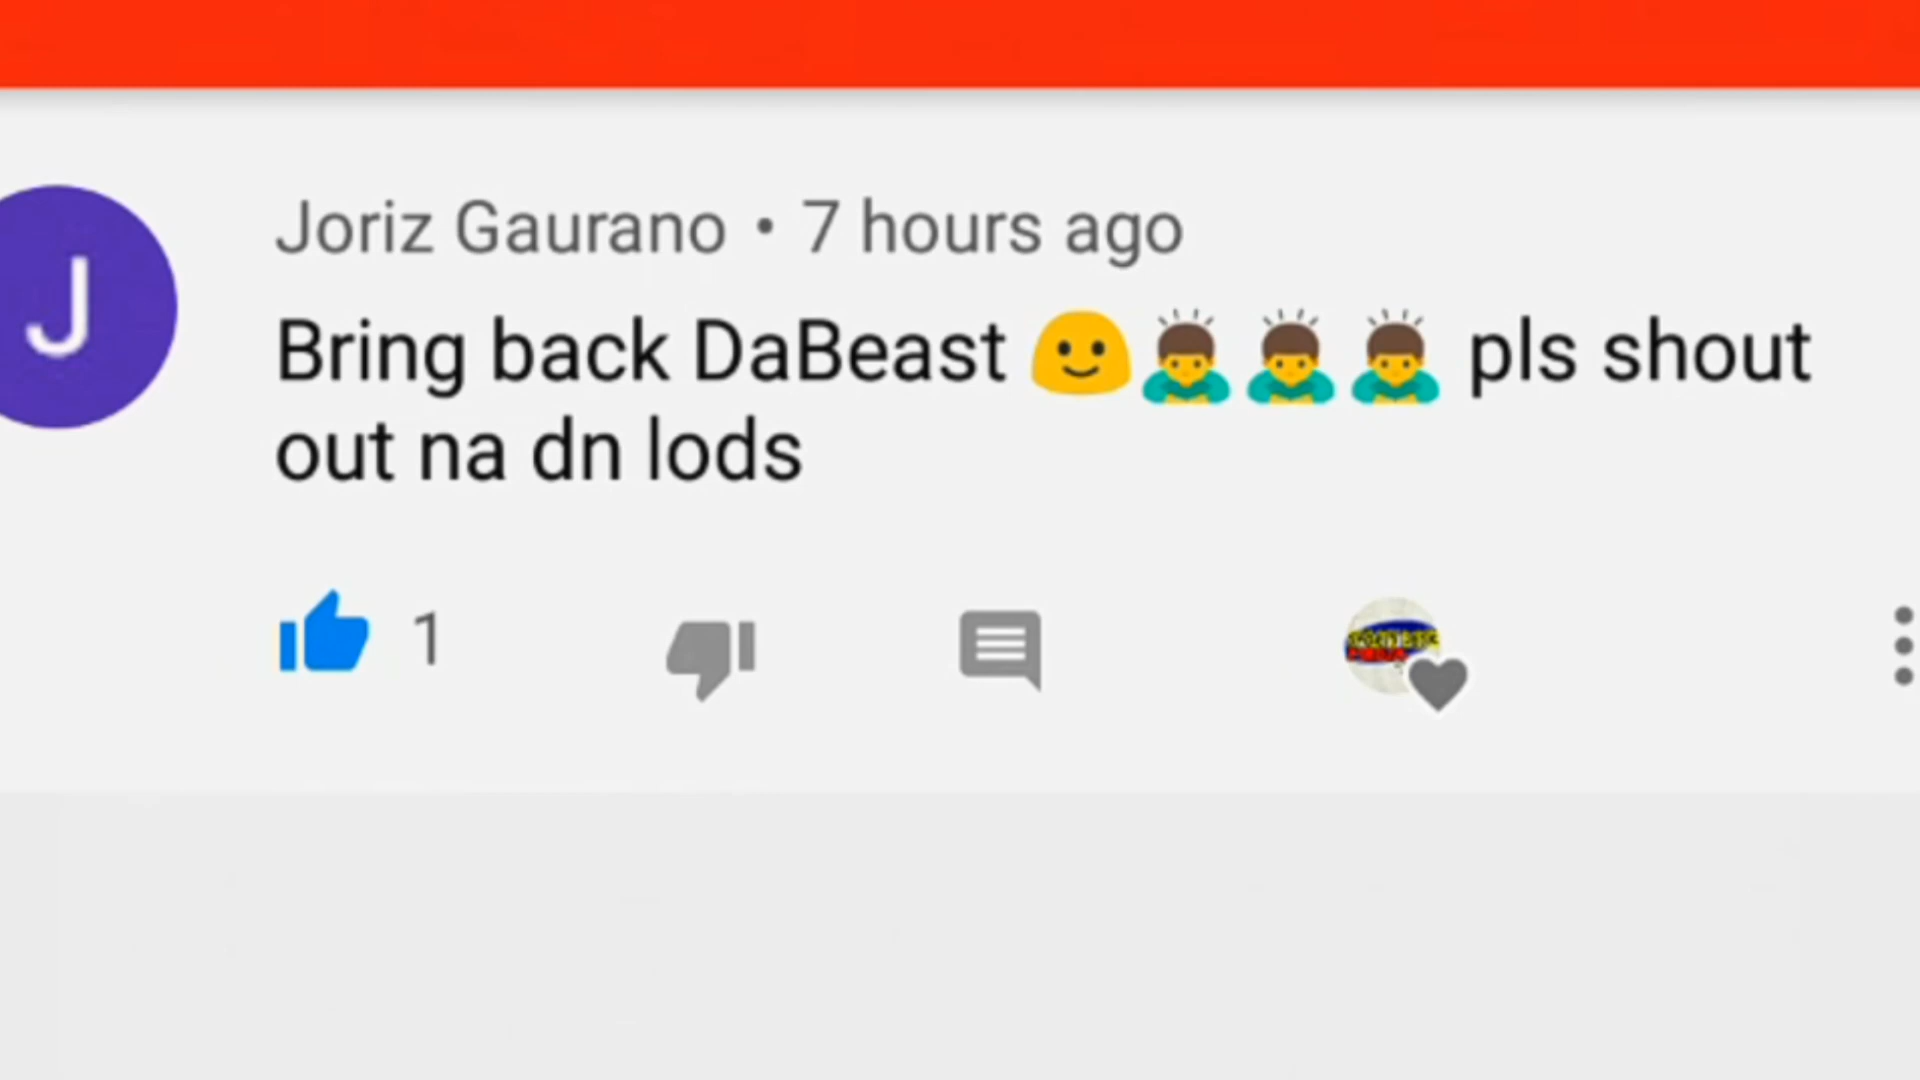 J
Joriz Gaurano • 7 hours ago
Bring back DaBeast 🙂🙇‍♂️🙇‍♂️🙇‍♂️ pls shout
out na dn lods
1